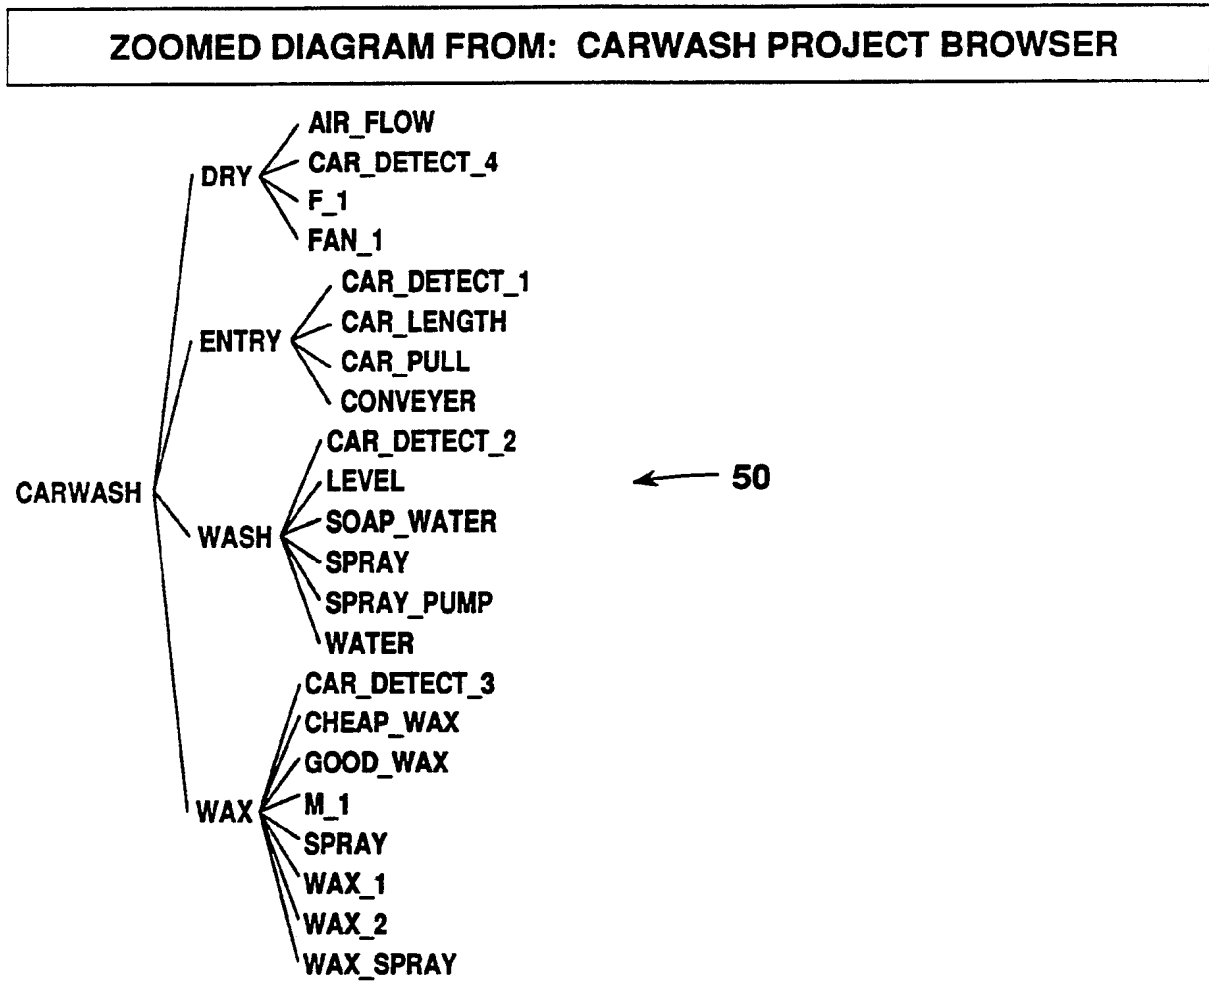 ZOOMED DIAGRAM FROM: CARWASH PROJECT BROWSER
AIR_FLOW
CAR_DETECT_4
DRY
F_1
FAN_1
CAR_DETECT_1
CAR_LENGTH
ENTRY
CAR_PULL
CONVEYER
CAR_DETECT_2
LEVEL
50
CARWASH
SOAP_WATER
WASH
SPRAY
SPRAY_PUMP
WATER
CAR_DETECT_3
CHEAP_WAX
GOOD_WAX
M_1
WAX
SPRAY
WAX_1
WAX_2
WAX_SPRAY